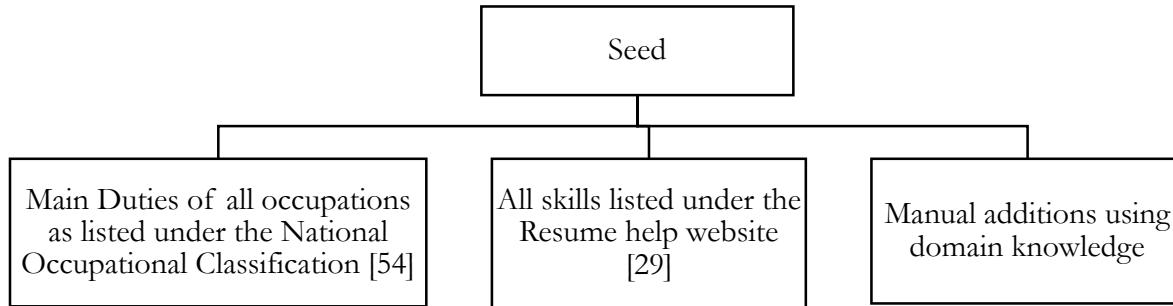 Seed
Main Duties of all occupations
as listed under the National
Occupational Classification [54]
All skills listed under the
Resume help website
[29]
Manual additions using
domain knowledge